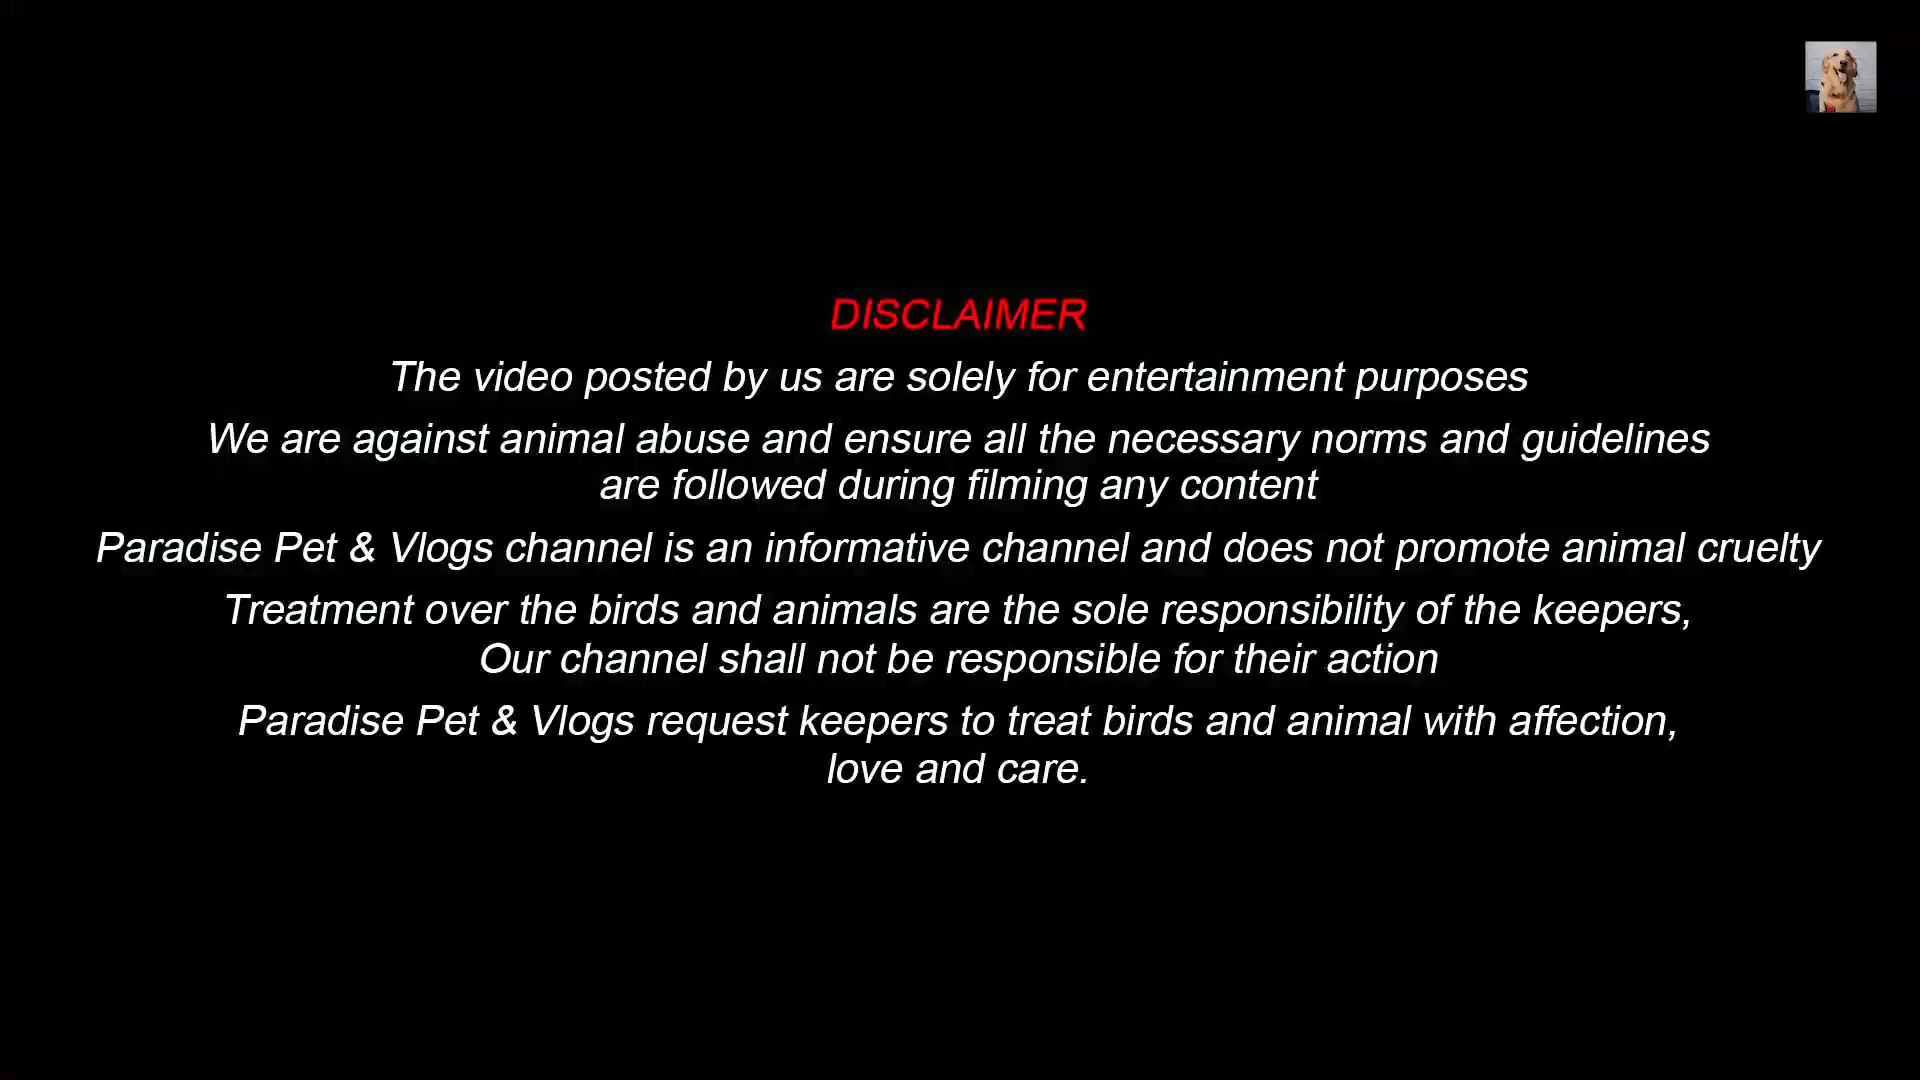 DISCLAIMER
The video posted by us are solely for entertainment purposes
We are against animal abuse and ensure all the necessary norms and guidelines
are followed during filming any content
Paradise Pet & Vlogs channel is an informative channel and does not promote animal cruelty
Treatment over the birds and animals are the sole responsibility of the keepers,
Our channel shall not be responsible for their action
Paradise Pet & Vlogs request keepers to treat birds and animal with affection,
love and care.